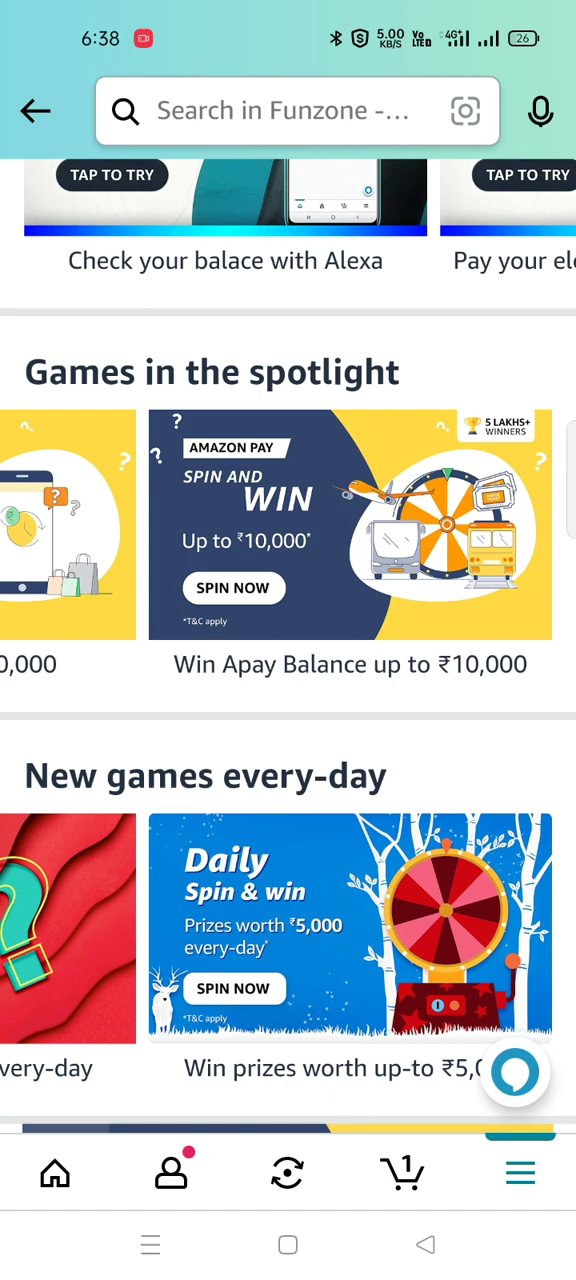 6:38
5.00
KB/S
Vo
LTED
4G+
26
Search in Funzone -...
TAP TO TRY
TAP TO TRY
Check your balace with Alexa
Pay your ele
Games in the spotlight
AMAZON PAY
SPIN AND
WIN
Up to ₹10,000*
SPIN NOW
*T&C apply
5 LAKHS+
WINNERS
0,000
Win Apay Balance up to ₹10,000
New games every-day
Daily
Spin & win
Prizes worth ₹5,000
every-day*
SPIN NOW
*T&C apply
very-day
Win prizes worth up-to ₹5,0
1